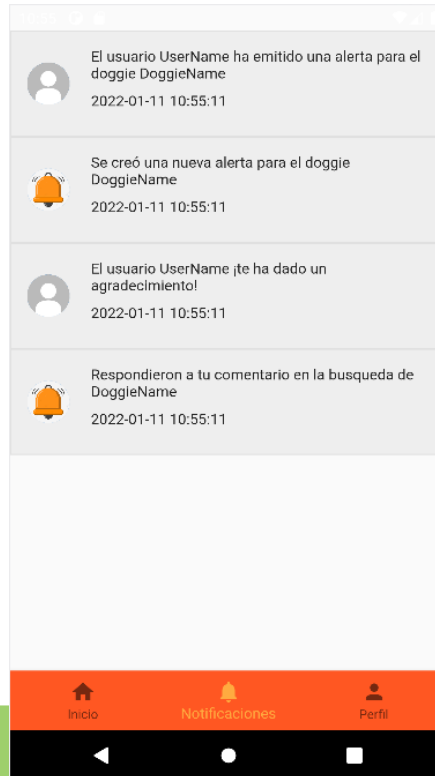 El usuario UserName ha emitido una alerta para el
doggie DoggieName
2022-01-11 10:55:11
Se creó una nueva alerta para el doggie
DoggieName
2022-01-11 10:55:11
El usuario UserName ¡te ha dado un
agradecimiento!
2022-01-11 10:55:11
Respondieron a tu comentario en la busqueda de
DoggieName
2022-01-11 10:55:11
Inicio
Notificaciones
Perfil